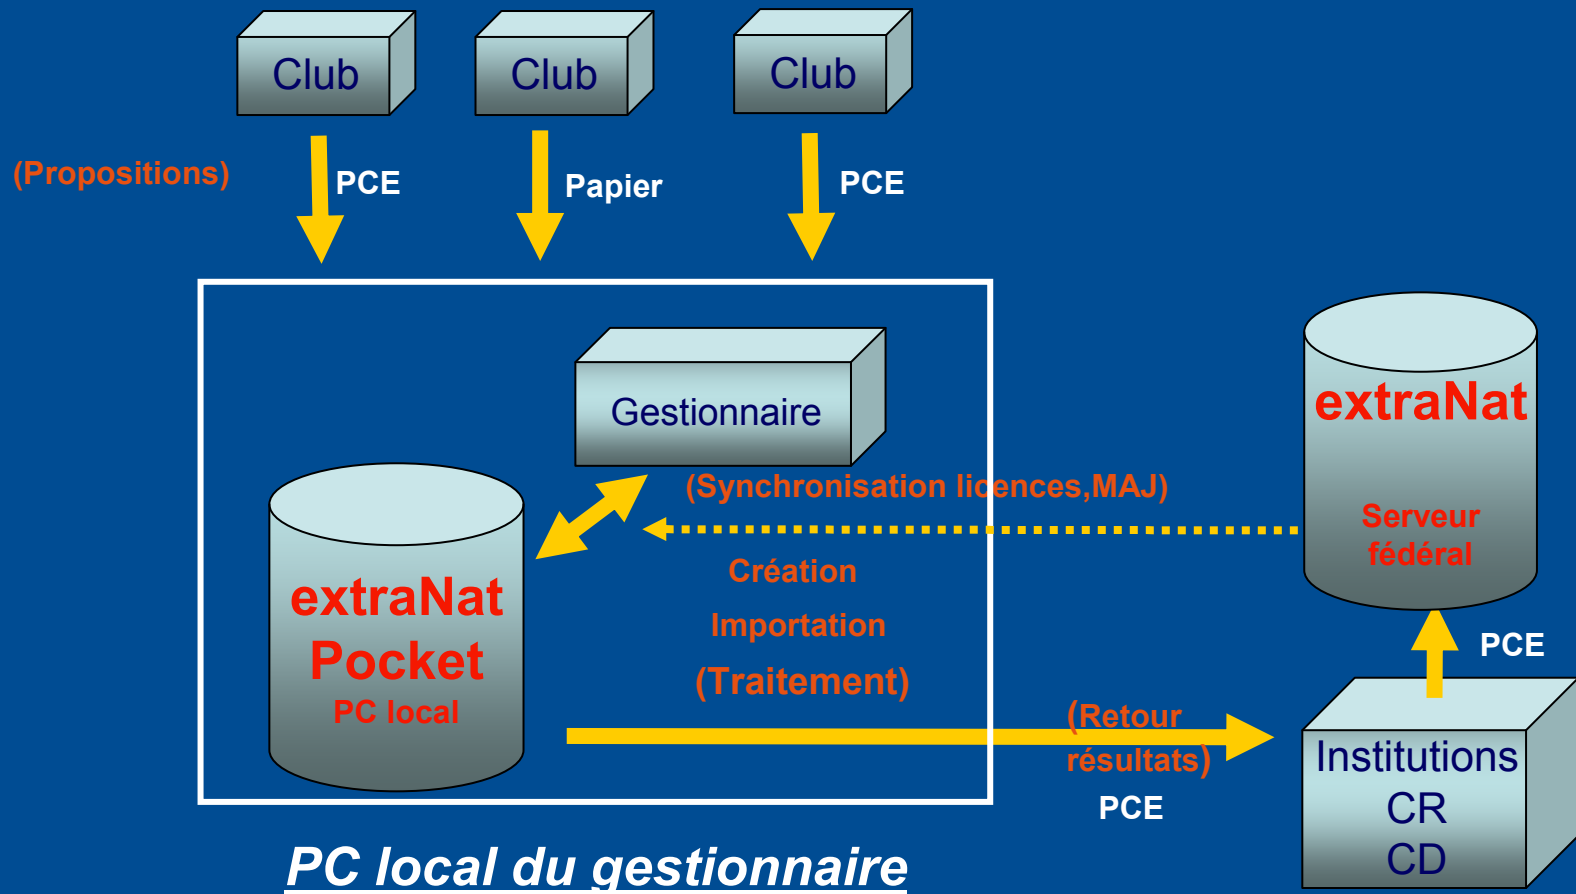 Club
Club
Club
(Propositions)
PCE
Papier
PCE
Gestionnaire
extraNat
(Synchronisation licences,MAJ)
Serveur
fédéral
Création
extraNat
Importation
Pocket
(Traitement)
PC local
PCE
(Retour
résultats)
PCE
Institutions
CR
CD
PC local du gestionnaire